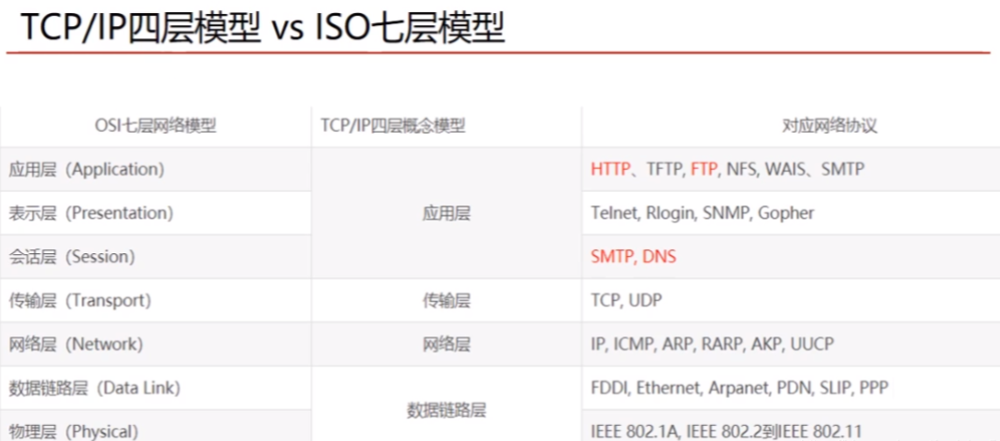 TCP/IP四层模型 vs ISO七层模型
OSI七层网络模型 TCP/IP四层概念模型 对应网络协议
应用层 (Application) HTTP、TFTP, FTP, NFS, WAIS、SMTP
表示层 (Presentation) 应用层 Telnet, Rlogin, SNMP, Gopher
会话层 (Session) SMTP, DNS
传输层 (Transport) 传输层 TCP, UDP
网络层 (Network) 网络层 IP, ICMP, ARP, RARP, AKP, UUCP
数据链路层 (Data Link) FDDI, Ethernet, Arpanet, PDN, SLIP, PPP
数据链路层
物理层 (Physical) IEEE 802.1A, IEEE 802.2到IEEE 802.11